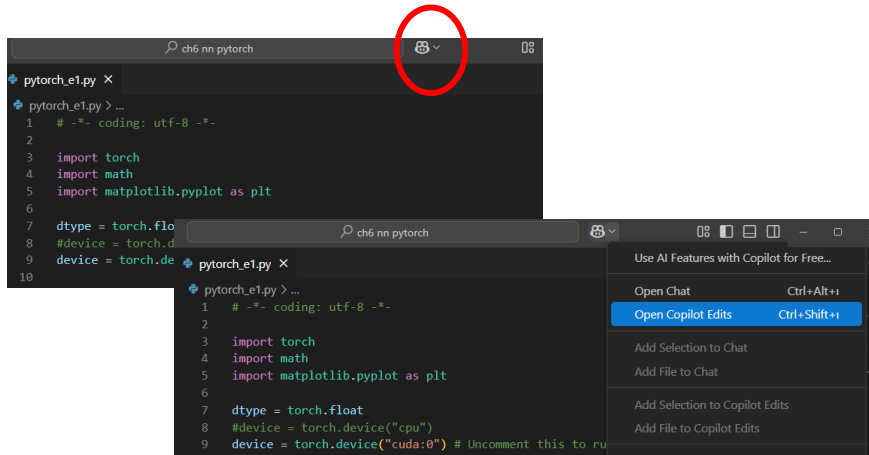 ch6 nn pytorch
pytorch_e1.py
pytorch_e1.py > ...
1 # -*- coding: utf-8 -*-
2
3 import torch
4 import math
5 import matplotlib.pyplot as plt
6
7 dtype = torch.flo
8 #device = torch.d
9 device = torch.de
10
ch6 nn pytorch
pytorch_e1.py
pytorch_e1.py > ...
1 # -*- coding: utf-8 -*-
2
3 import torch
4 import math
5 import matplotlib.pyplot as plt
6
7 dtype = torch.float
8 #device = torch.device("cpu")
9 device = torch.device("cuda:0") # Uncomment this to ru
Use AI Features with Copilot for Free...
Open Chat Ctrl+Alt+ı
Open Copilot Edits Ctrl+Shift+ı
Add Selection to Chat
Add File to Chat
Add Selection to Copilot Edits
Add File to Copilot Edits